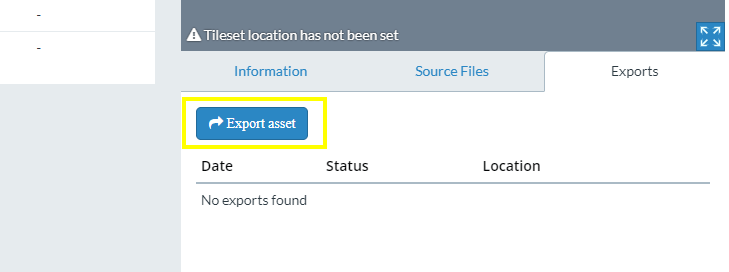 -
-
Tileset location has not been set
Information Source Files Exports
Export asset
Date Status Location
No exports found